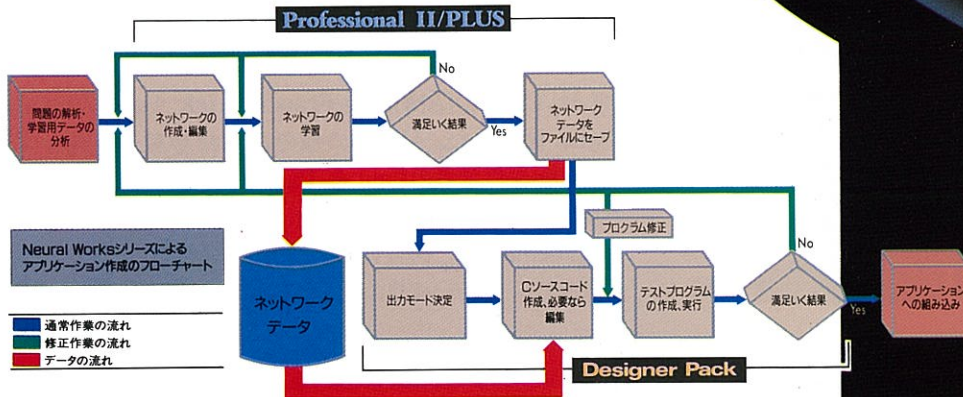 Professional II/PLUS
No
問題の解析・
学習用データの
分析
ネットワークの
作成・編集
ネットワークの
学習
満足いく結果
Yes
ネットワーク
データを
ファイルにセーブ
プログラム修正
No
Neural Worksシリーズによる
アプリケーション作成のフローチャート
ネットワーク
データ
出力モード決定
Cソースコード
作成、必要なら
編集
テストプログラム
の作成、実行
満足いく結果
Yes
アプリケーション
への組み込み
通常作業の流れ
修正作業の流れ
データの流れ
Designer Pack